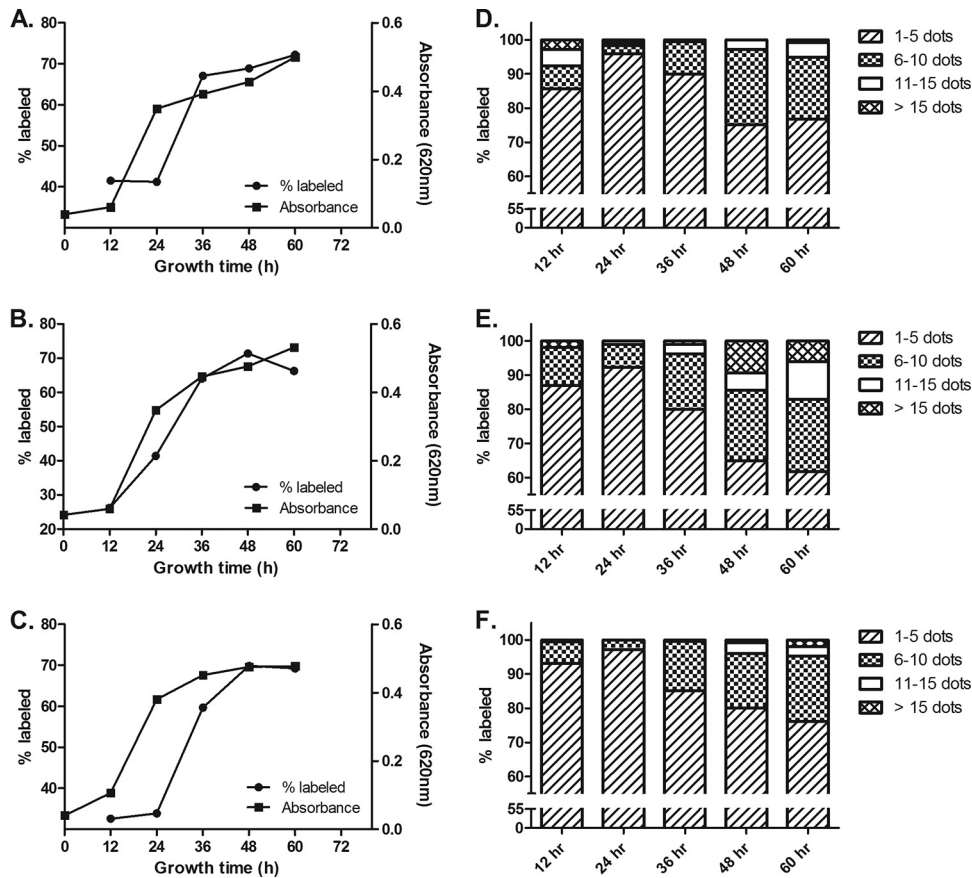 A.
80
70
60
50
40
% labeled
0.6
0.4
0.2
0.0
Absorbance (620nm)
% labeled
Absorbance
0 12 24 36 48 60 72
Growth time (h)
D.
100
90
80
70
60
55
0
% labeled
12 hr 24 hr 36 hr 48 hr 60 hr
1-5 dots
6-10 dots
11-15 dots
> 15 dots
B.
80
70
60
50
40
30
20
% labeled
0.6
0.4
0.2
0.0
Absorbance (620nm)
% labeled
Absorbance
0 12 24 36 48 60 72
Growth time (h)
E.
100
90
80
70
60
55
0
% labeled
12 hr 24 hr 36 hr 48 hr 60 hr
1-5 dots
6-10 dots
11-15 dots
> 15 dots
C.
80
70
60
50
40
% labeled
0.6
0.4
0.2
0.0
Absorbance (620nm)
% labeled
Absorbance
0 12 24 36 48 60 72
Growth time (h)
F.
100
90
80
70
60
55
0
% labeled
12 hr 24 hr 36 hr 48 hr 60 hr
1-5 dots
6-10 dots
11-15 dots
> 15 dots